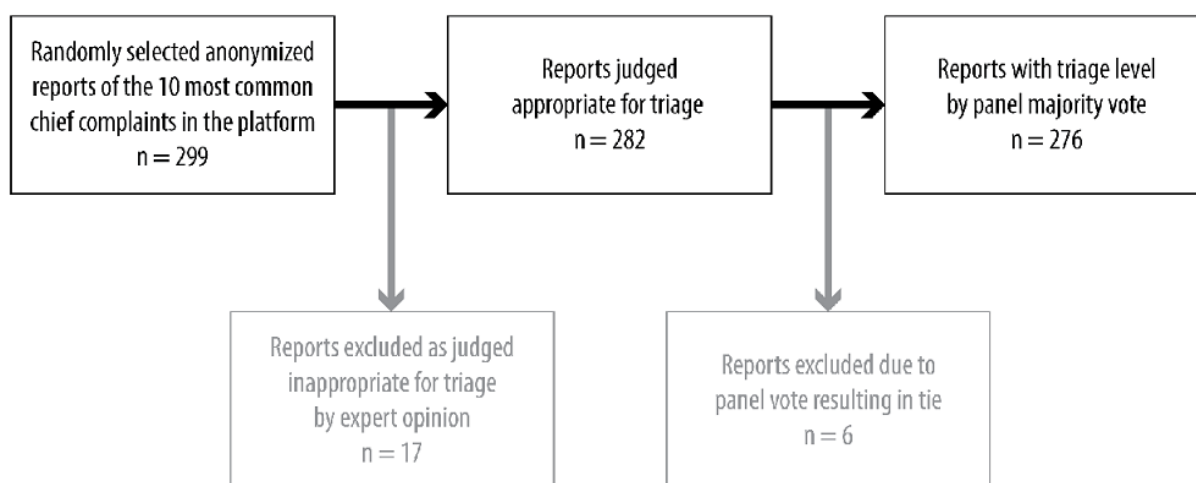 Randomly selected anonymized
reports of the 10 most common
chief complaints in the platform
n = 299
Reports judged
appropriate for triage
n = 282
Reports with triage level
by panel majority vote
n = 276
Reports excluded as judged
inappropriate for triage
by expert opinion
n = 17
Reports excluded due to
panel vote resulting in tie
n = 6